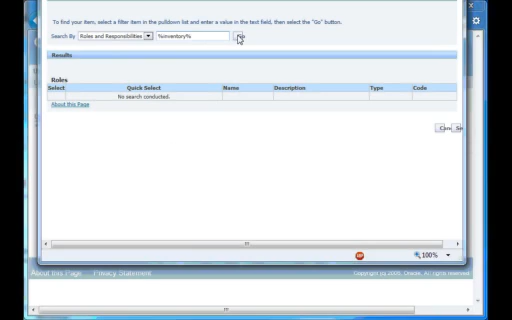 To find your item, select a filter item in the pulldown list and enter a value in the text field, then select the "Go" button.
Search By Roles and Responsibilities %inventory%
Results
Roles
Select Quick Select Name Description Type Code
No search conducted.
About this Page
100%
About this Page Privacy Statement